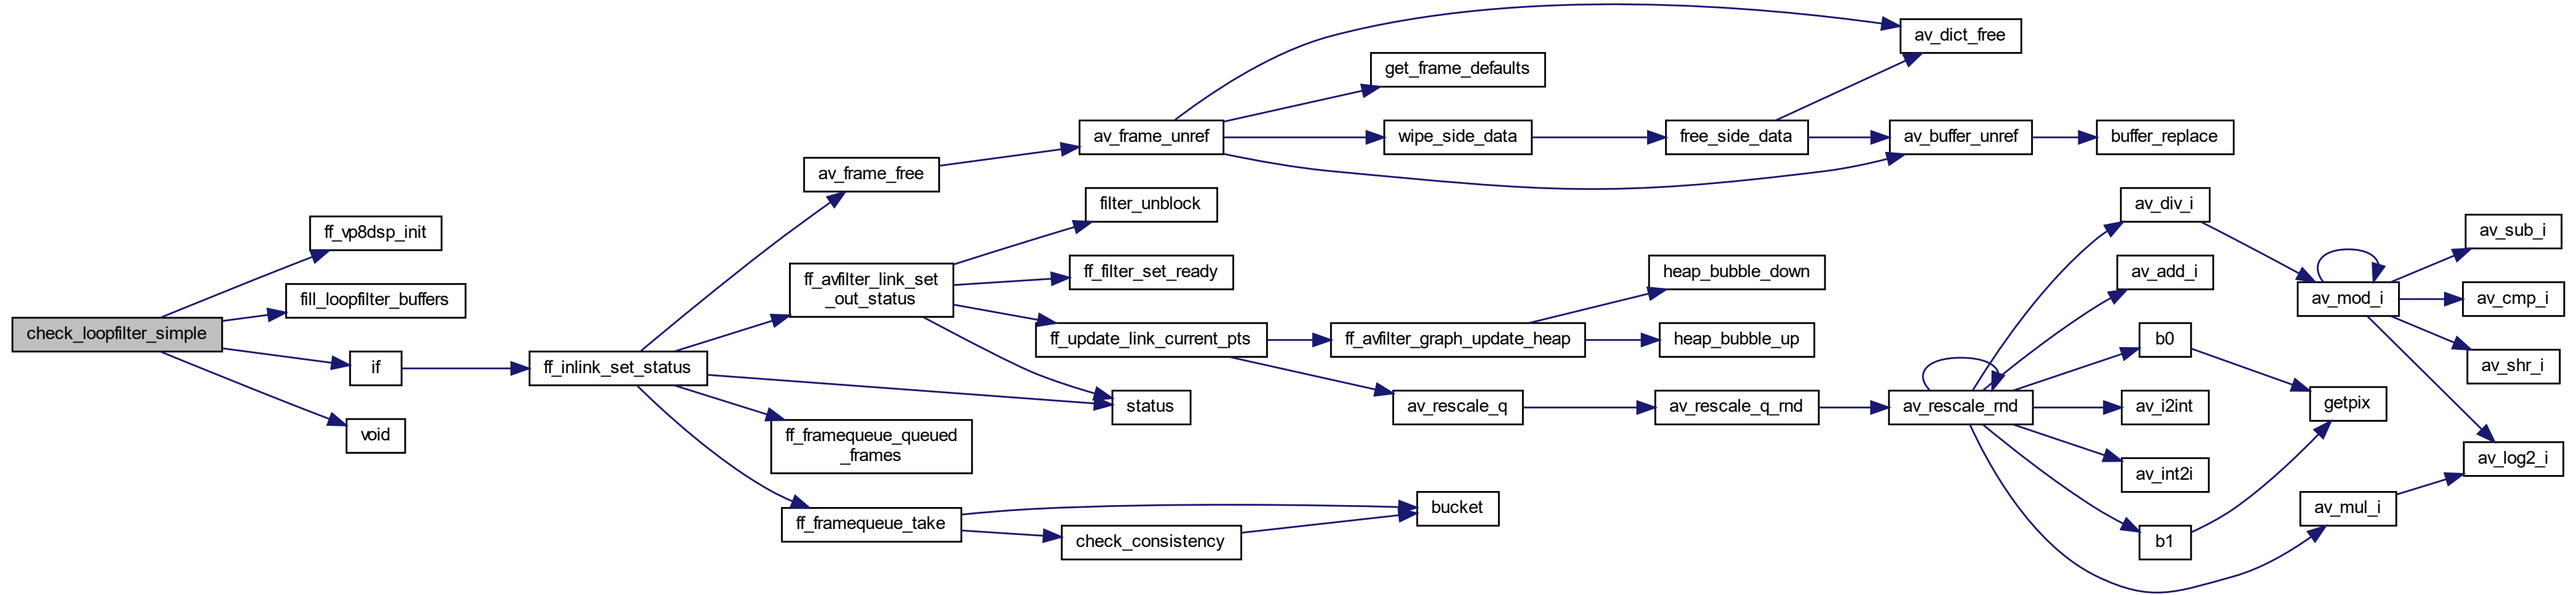 check_loopfilter_simple
ff_vp8dsp_init
fill_loopfilter_buffers
if
void
ff_inlink_set_status
av_frame_free
ff_avfilter_link_set
_out_status
ff_framequeue_queued
_frames
ff_framequeue_take
av_frame_unref
filter_unblock
ff_filter_set_ready
ff_update_link_current_pts
status
check_consistency
bucket
get_frame_defaults
wipe_side_data
ff_avfilter_graph_update_heap
av_rescale_q
free_side_data
heap_bubble_down
heap_bubble_up
av_rescale_q_rnd
av_dict_free
av_buffer_unref
av_rescale_rnd
buffer_replace
av_div_i
av_add_i
b0
av_i2int
av_int2i
b1
av_mod_i
getpix
av_mul_i
av_sub_i
av_cmp_i
av_shr_i
av_log2_i